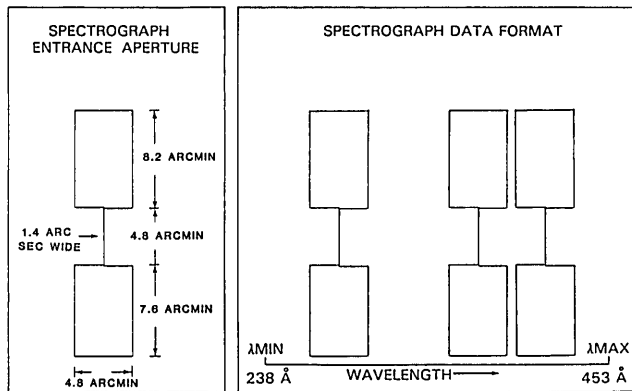 SPECTROGRAPH
ENTRANCE APERTURE
8.2 ARCMIN
1.4 ARC
SEC WIDE
4.8 ARCMIN
7.6 ARCMIN
4.8 ARCMIN
SPECTROGRAPH DATA FORMAT
λMIN
λMAX
238 Å
WAVELENGTH
453 Å